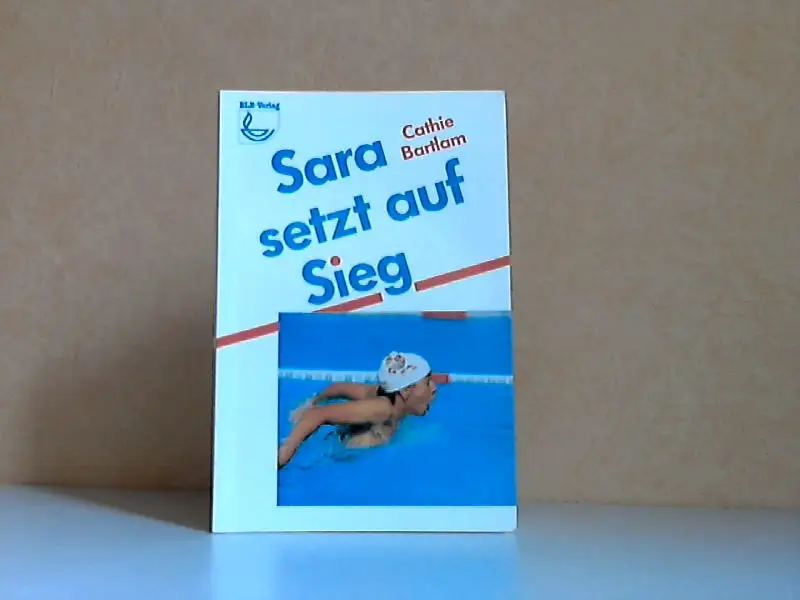 BLB-Verlag
Cathie
Bartlam
Sara
setzt auf
Sieg